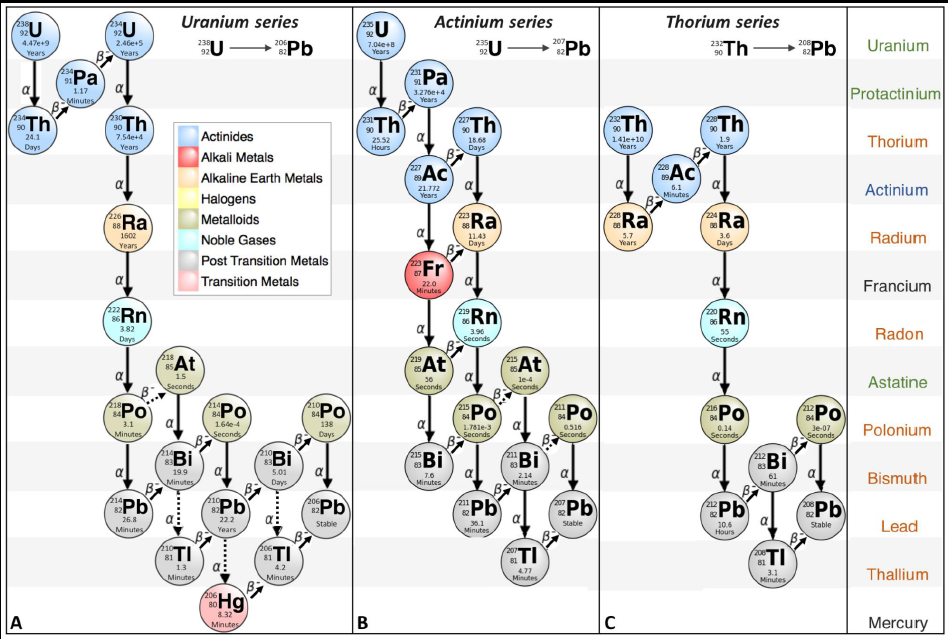 Uranium series
238 92 U → 206 82 Pb
238 92 U 4.47e+9 Years
234 92 U 2.46e+5 Years
α
β⁻
234 91 Pa 1.17 Minutes
β⁻
α
234 90 Th 24.1 Days
230 90 Th 7.54e+4 Years
α
226 88 Ra 1602 Years
α
222 86 Rn 3.82 Days
α
218 85 At 1.5 Seconds
β⁻
218 84 Po 3.1 Minutes
α
214 84 Po 1.64e-4 Seconds
210 84 Po 138 Days
β⁻
β⁻
α
214 83 Bi 19.9 Minutes
α
210 83 Bi 5.01 Days
α
β⁻
β⁻
214 82 Pb 26.8 Minutes
α
210 82 Pb 22.2 Years
α
206 82 Pb Stable
β⁻
β⁻
210 81 Tl 1.3 Minutes
α
206 81 Tl 4.2 Minutes
β⁻
206 80 Hg 8.32 Minutes
A
Actinides
Alkali Metals
Alkaline Earth Metals
Halogens
Metalloids
Noble Gases
Post Transition Metals
Transition Metals
Actinium series
235 92 U → 207 82 Pb
235 92 U 7.04e+8 Years
α
231 91 Pa 3.276e+4 Years
β⁻
231 90 Th 25.52 Hours
α
227 90 Th 18.68 Days
β⁻
227 89 Ac 21.772 Years
α
α
223 88 Ra 11.43 Days
β⁻
223 87 Fr 22.0 Minutes
α
α
219 86 Rn 3.96 Seconds
β⁻
219 85 At 56 Seconds
α
215 85 At 1e-4 Seconds
β⁻
α
215 84 Po 1.781e-3 Seconds
α
211 84 Po 0.516 Seconds
β⁻
β⁻
215 83 Bi 7.6 Minutes
α
211 83 Bi 2.14 Minutes
α
β⁻
211 82 Pb 36.1 Minutes
α
207 82 Pb Stable
β⁻
207 81 Tl 4.77 Minutes
B
Thorium series
232 90 Th → 208 82 Pb
232 90 Th 1.41e+10 Years
228 90 Th 1.9 Years
β⁻
α
228 89 Ac 6.1 Minutes
α
β⁻
228 88 Ra 5.7 Years
224 88 Ra 3.6 Days
α
220 86 Rn 55 Seconds
α
216 84 Po 0.14 Seconds
212 84 Po 3e-07 Seconds
β⁻
α
212 83 Bi 61 Minutes
α
β⁻
212 82 Pb 10.6 Hours
α
208 82 Pb Stable
β⁻
208 81 Tl 3.1 Minutes
C
Uranium
Protactinium
Thorium
Actinium
Radium
Francium
Radon
Astatine
Polonium
Bismuth
Lead
Thallium
Mercury